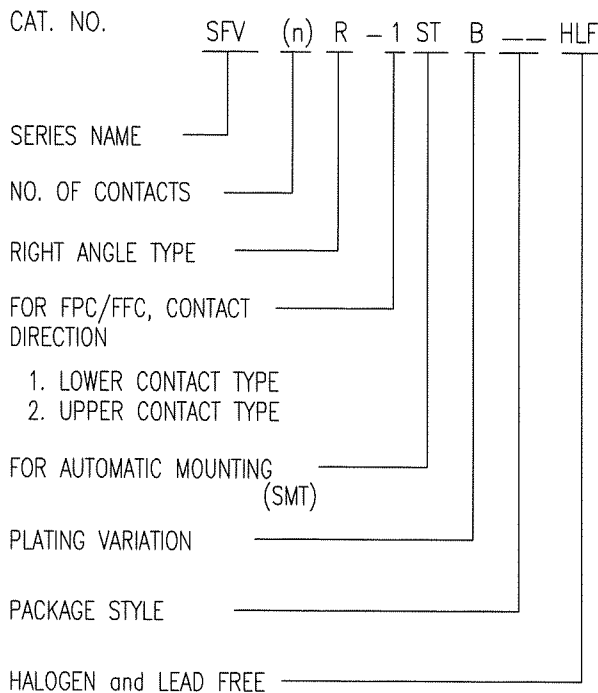 CAT. NO. SFV (n) R - 1 ST B _ _ HLF
SERIES NAME
NO. OF CONTACTS
RIGHT ANGLE TYPE
FOR FPC/FFC, CONTACT
DIRECTION
1. LOWER CONTACT TYPE
2. UPPER CONTACT TYPE
FOR AUTOMATIC MOUNTING
(SMT)
PLATING VARIATION
PACKAGE STYLE
HALOGEN and LEAD FREE